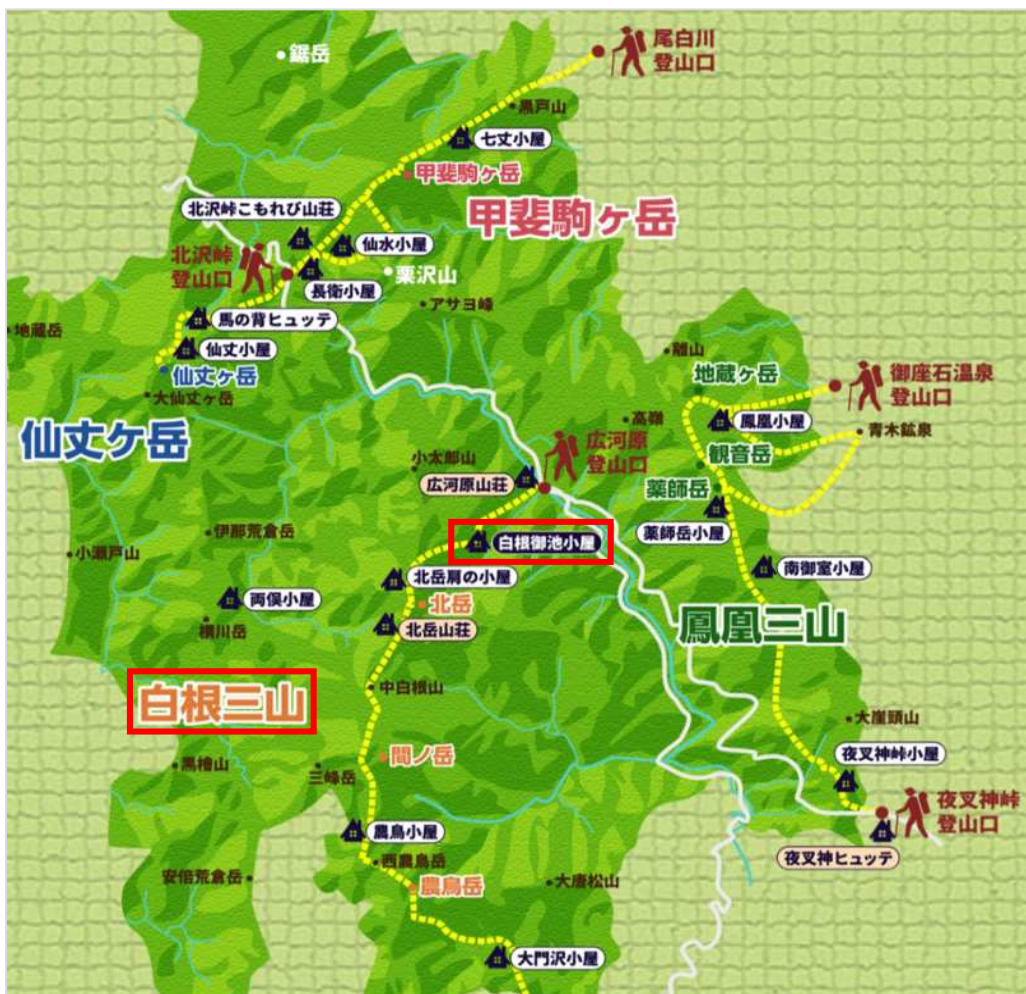 鋸岳
尾白川
登山口
黒戸山
七丈小屋
甲斐駒ヶ岳
甲斐駒ヶ岳
北沢峠こもれび山荘
仙水小屋
北沢峠
登山口
栗沢山
長衛小屋
アサヨ峰
馬の背ヒュッテ
地蔵岳
仙丈小屋
仙丈ヶ岳
大仙丈ヶ岳
離山
地蔵ヶ岳
御座石温泉
登山口
鳳凰小屋
高嶺
青木鉱泉
仙丈ケ岳
広河原
登山口
観音岳
小太郎山
広河原山荘
薬師岳
薬師岳小屋
伊那荒倉岳
白根御池小屋
小瀬戸山
北岳肩の小屋
南御室小屋
両俣小屋
北岳
横川岳
北岳山荘
鳳凰三山
白根三山
中白根山
大崖頭山
間ノ岳
夜叉神峠小屋
黒檜山
三峰岳
夜叉神峠
登山口
農鳥小屋
夜叉神ヒュッテ
西農鳥岳
安倍荒倉岳
農鳥岳
大唐松山
大門沢小屋